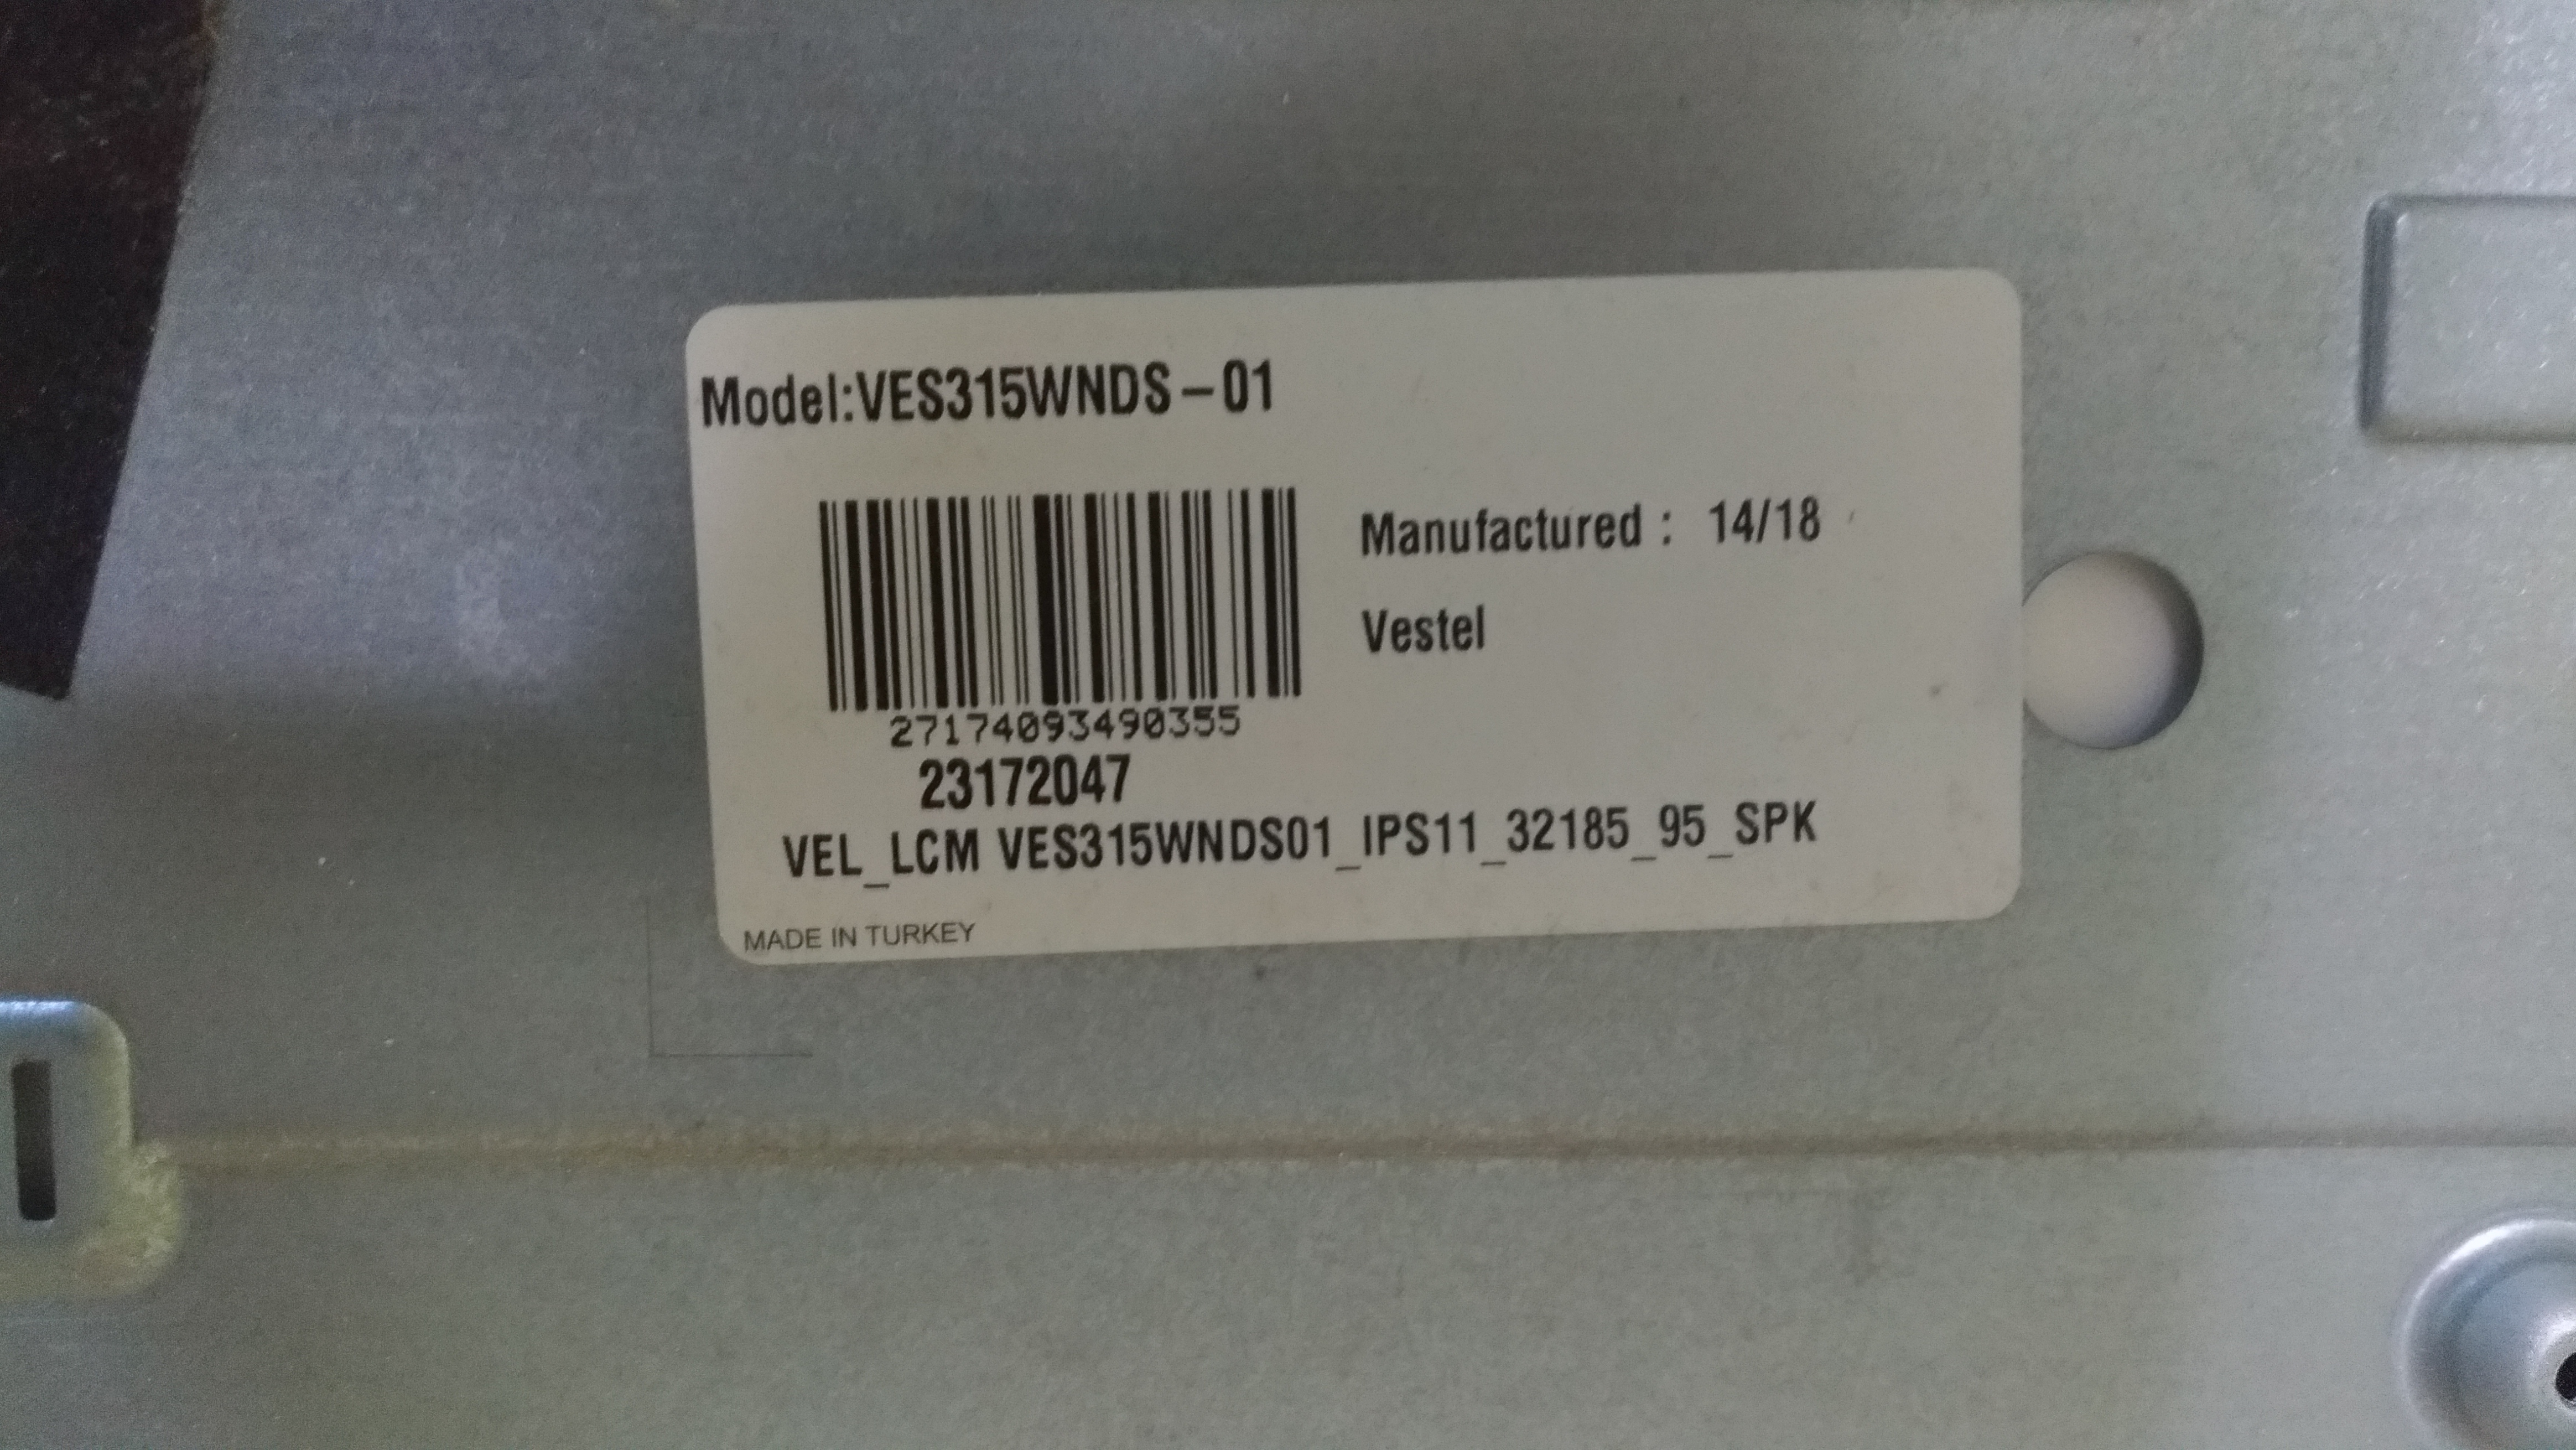 Model:VES315WNDS-01
Manufactured : 14/18
Vestel
27174093490355
23172047
VEL_LCM VES315WNDS01_IPS11_32185_95_SPK
MADE IN TURKEY